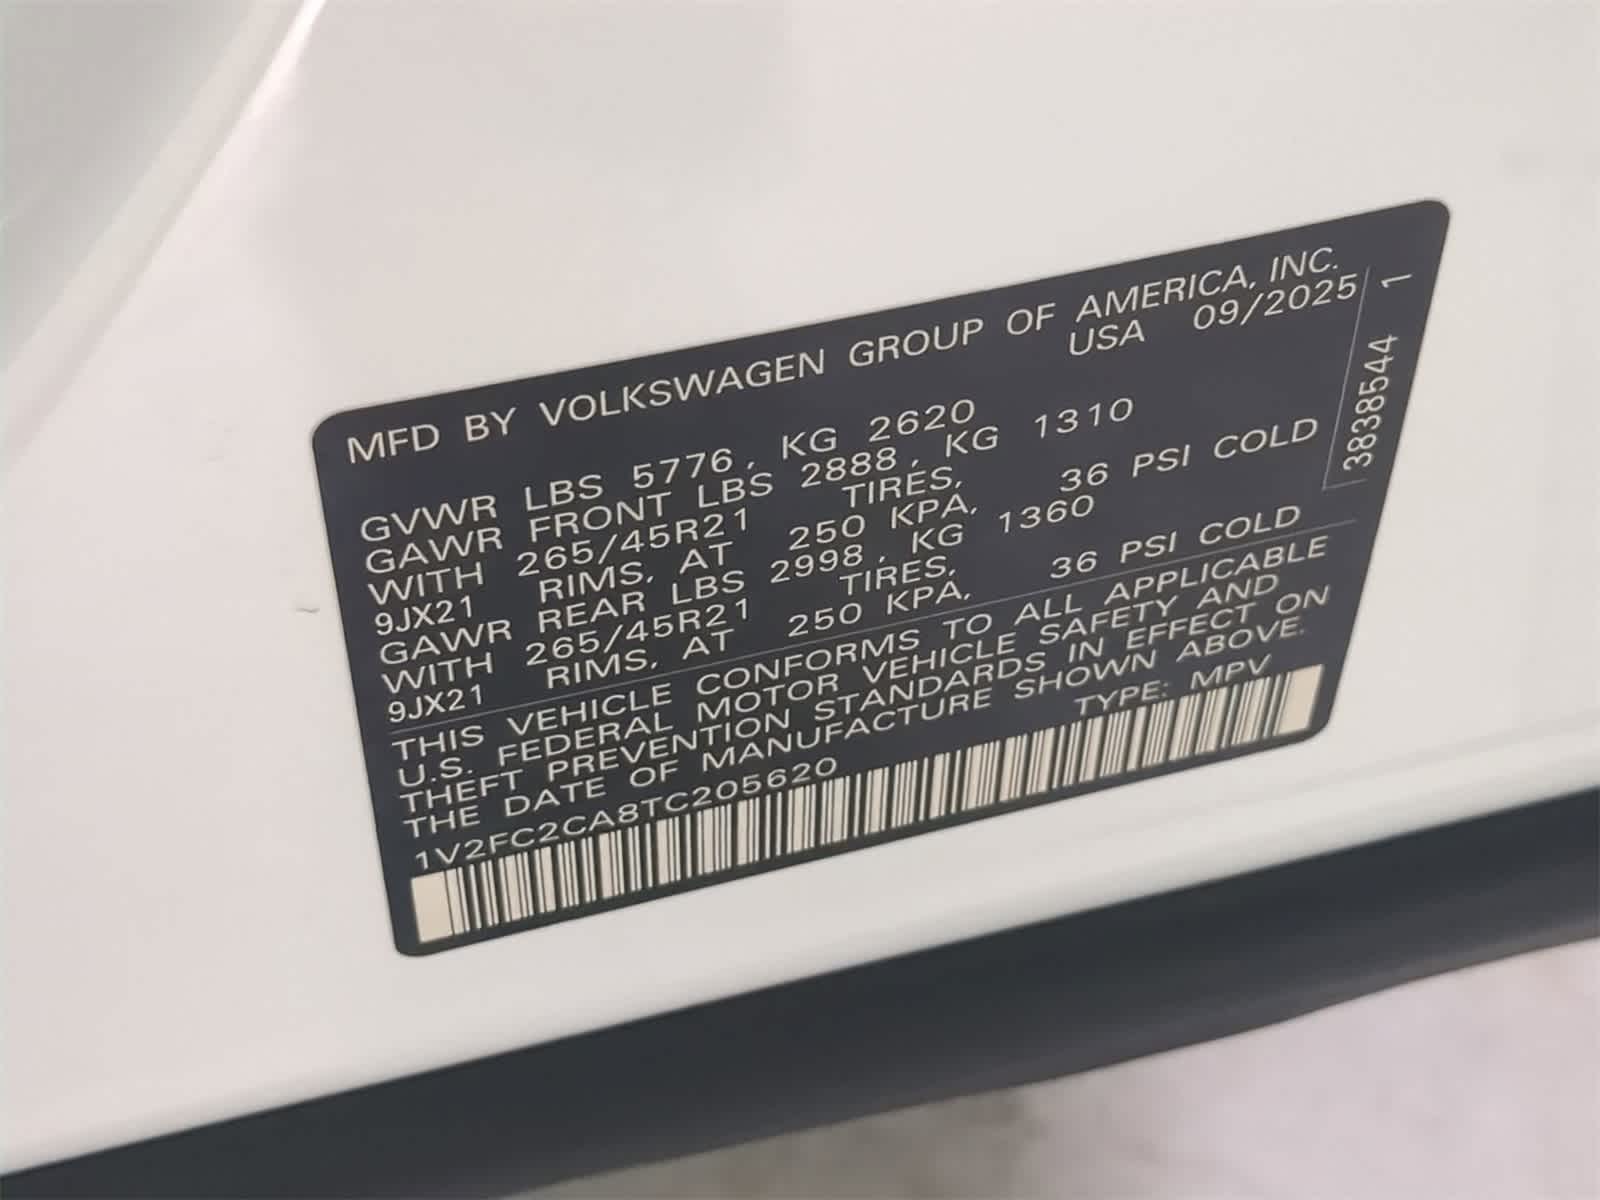 MFD BY VOLKSWAGEN GROUP OF AMERICA, INC.
USA 09/2025
GVWR LBS 5776, KG 2620
GAWR FRONT LBS 2888, KG 1310
WITH 265/45R21 TIRES,
9JX21 RIMS, AT 250 KPA, 36 PSI COLD
GAWR REAR LBS 2998, KG 1360
WITH 265/45R21 TIRES,
9JX21 RIMS, AT 250 KPA, 36 PSI COLD
THIS VEHICLE CONFORMS TO ALL APPLICABLE
U.S. FEDERAL MOTOR VEHICLE SAFETY AND
THEFT PREVENTION STANDARDS IN EFFECT ON
THE DATE OF MANUFACTURE SHOWN ABOVE.
1V2FC2CA8TC205620 TYPE: MPV
3838544 1